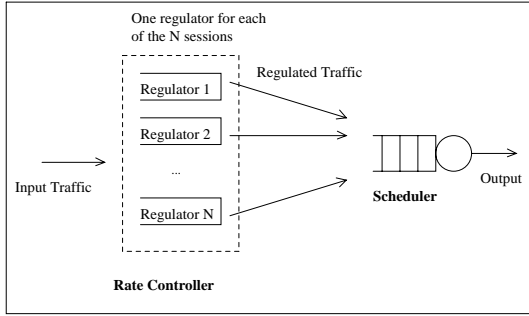 One regulator for each
of the N sessions
Regulator 1
Regulated Traffic
Regulator 2
Input Traffic
...
Regulator N
Scheduler
Output
Rate Controller